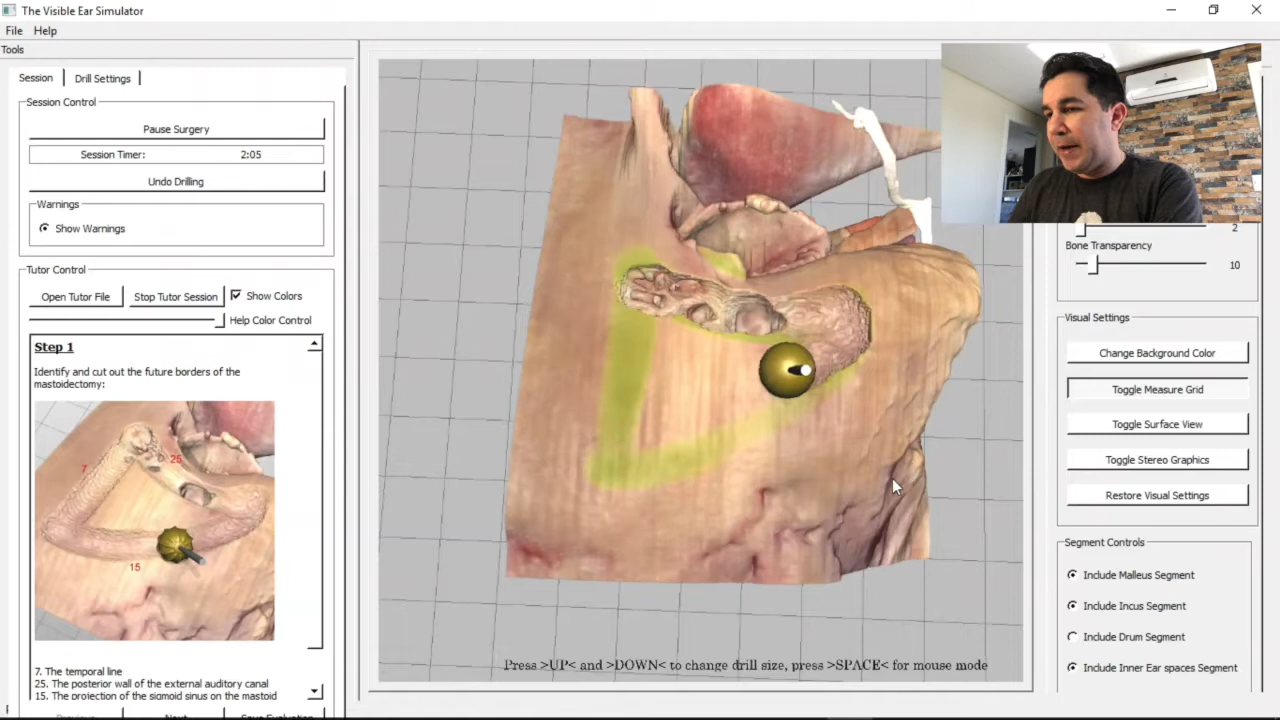 The Visible Ear Simulator
File Help
Tools
Session Drill Settings
Session Control
Pause Surgery
Session Timer: 2:05
Undo Drilling
Warnings
Show Warnings
Tutor Control
Open Tutor File Stop Tutor Session Show Colors
Help Color Control
Step 1
Identify and cut out the future borders of the
mastoidectomy:
7
25
15
7. The temporal line
25. The posterior wall of the external auditory canal
15. The projection of the sigmoid sinus on the mastoid
Previous Next Save Evaluation
Press >UP< and >DOWN< to change drill size, press >SPACE< for mouse mode
2
Bone Transparency
10
Visual Settings
Change Background Color
Toggle Measure Grid
Toggle Surface View
Toggle Stereo Graphics
Restore Visual Settings
Segment Controls
Include Malleus Segment
Include Incus Segment
Include Drum Segment
Include Inner Ear spaces Segment